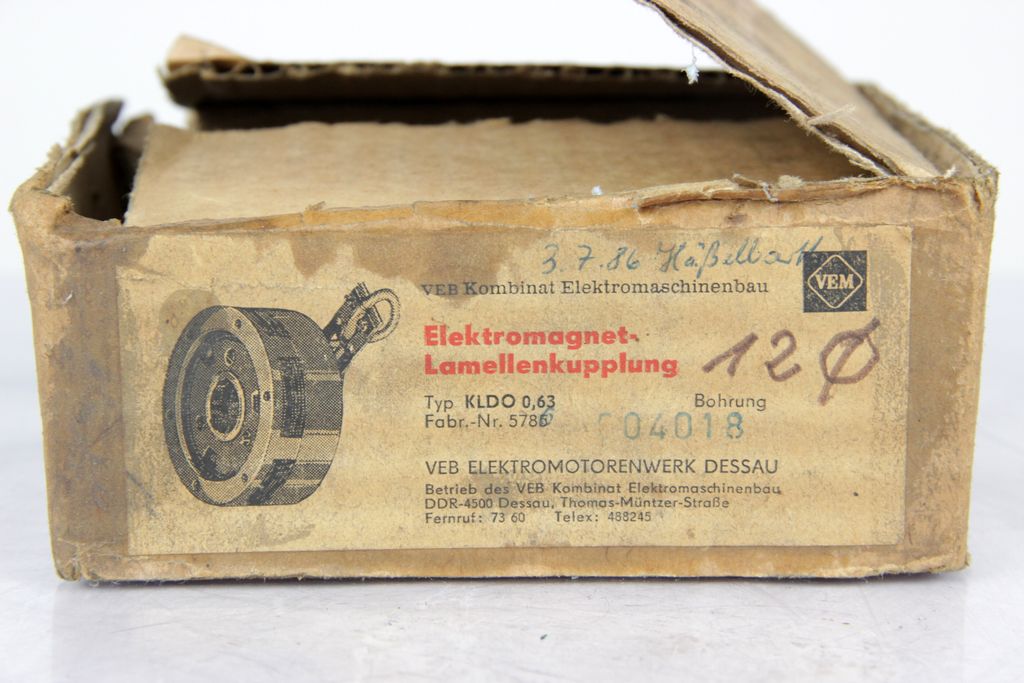 3.7.86 Häßelbarth
VEB Kombinat Elektromaschinenbau
VEM
Elektromagnet-
Lamellenkupplung
12 Ø
Typ KLDO 0,63
Bohrung
Fabr.-Nr. 5786
04018
VEB ELEKTROMOTORENWERK DESSAU
Betrieb des VEB Kombinat Elektromaschinenbau
DDR-4500 Dessau, Thomas-Müntzer-Straße
Fernruf: 73 60 Telex: 488245